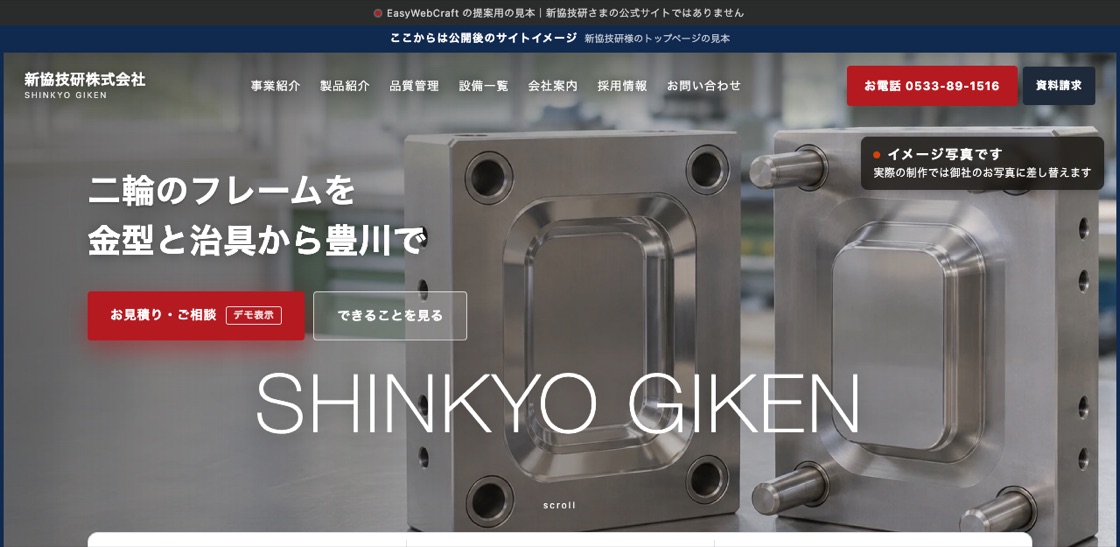 EasyWebCraft の提案用の見本｜新協技研さまの公式サイトではありません
ここからは公開後のサイトイメージ 新協技研様のトップページの見本
新協技研株式会社
SHINKYO GIKEN
事業紹介 製品紹介 品質管理 設備一覧 会社案内 採用情報 お問い合わせ
お電話 0533-89-1516
資料請求
イメージ写真です
実際の制作では御社のお写真に差し替えます
二輪のフレームを
金型と治具から豊川で
お見積り・ご相談 デモ表示
できることを見る
SHINKYO GIKEN
scroll